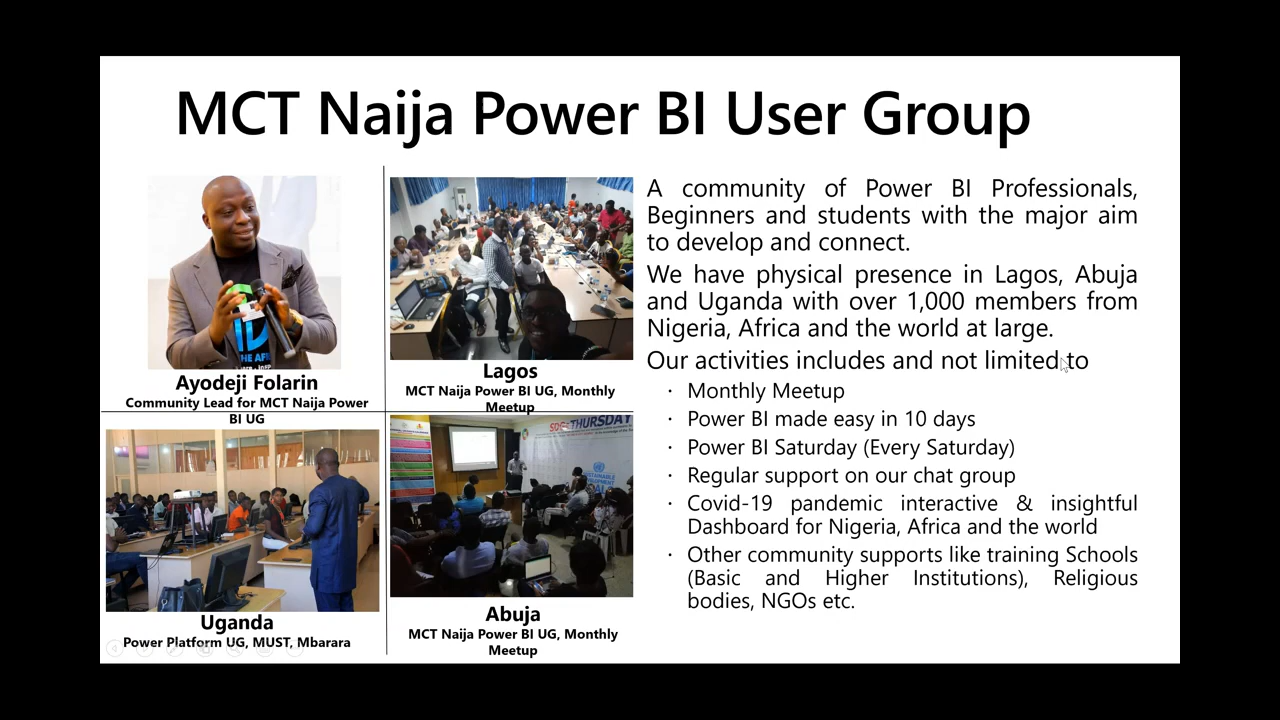 MCT Naija Power BI User Group
Ayodeji Folarin
Community Lead for MCT Naija Power
BI UG
Lagos
MCT Naija Power BI UG, Monthly
Meetup
THURSDAY
Uganda
Power Platform UG, MUST, Mbarara
Abuja
MCT Naija Power BI UG, Monthly
Meetup
A community of Power BI Professionals,
Beginners and students with the major aim
to develop and connect.
We have physical presence in Lagos, Abuja
and Uganda with over 1,000 members from
Nigeria, Africa and the world at large.
Our activities includes and not limited to
· Monthly Meetup
· Power BI made easy in 10 days
· Power BI Saturday (Every Saturday)
· Regular support on our chat group
· Covid-19 pandemic interactive & insightful
Dashboard for Nigeria, Africa and the world
· Other community supports like training Schools
(Basic and Higher Institutions), Religious
bodies, NGOs etc.